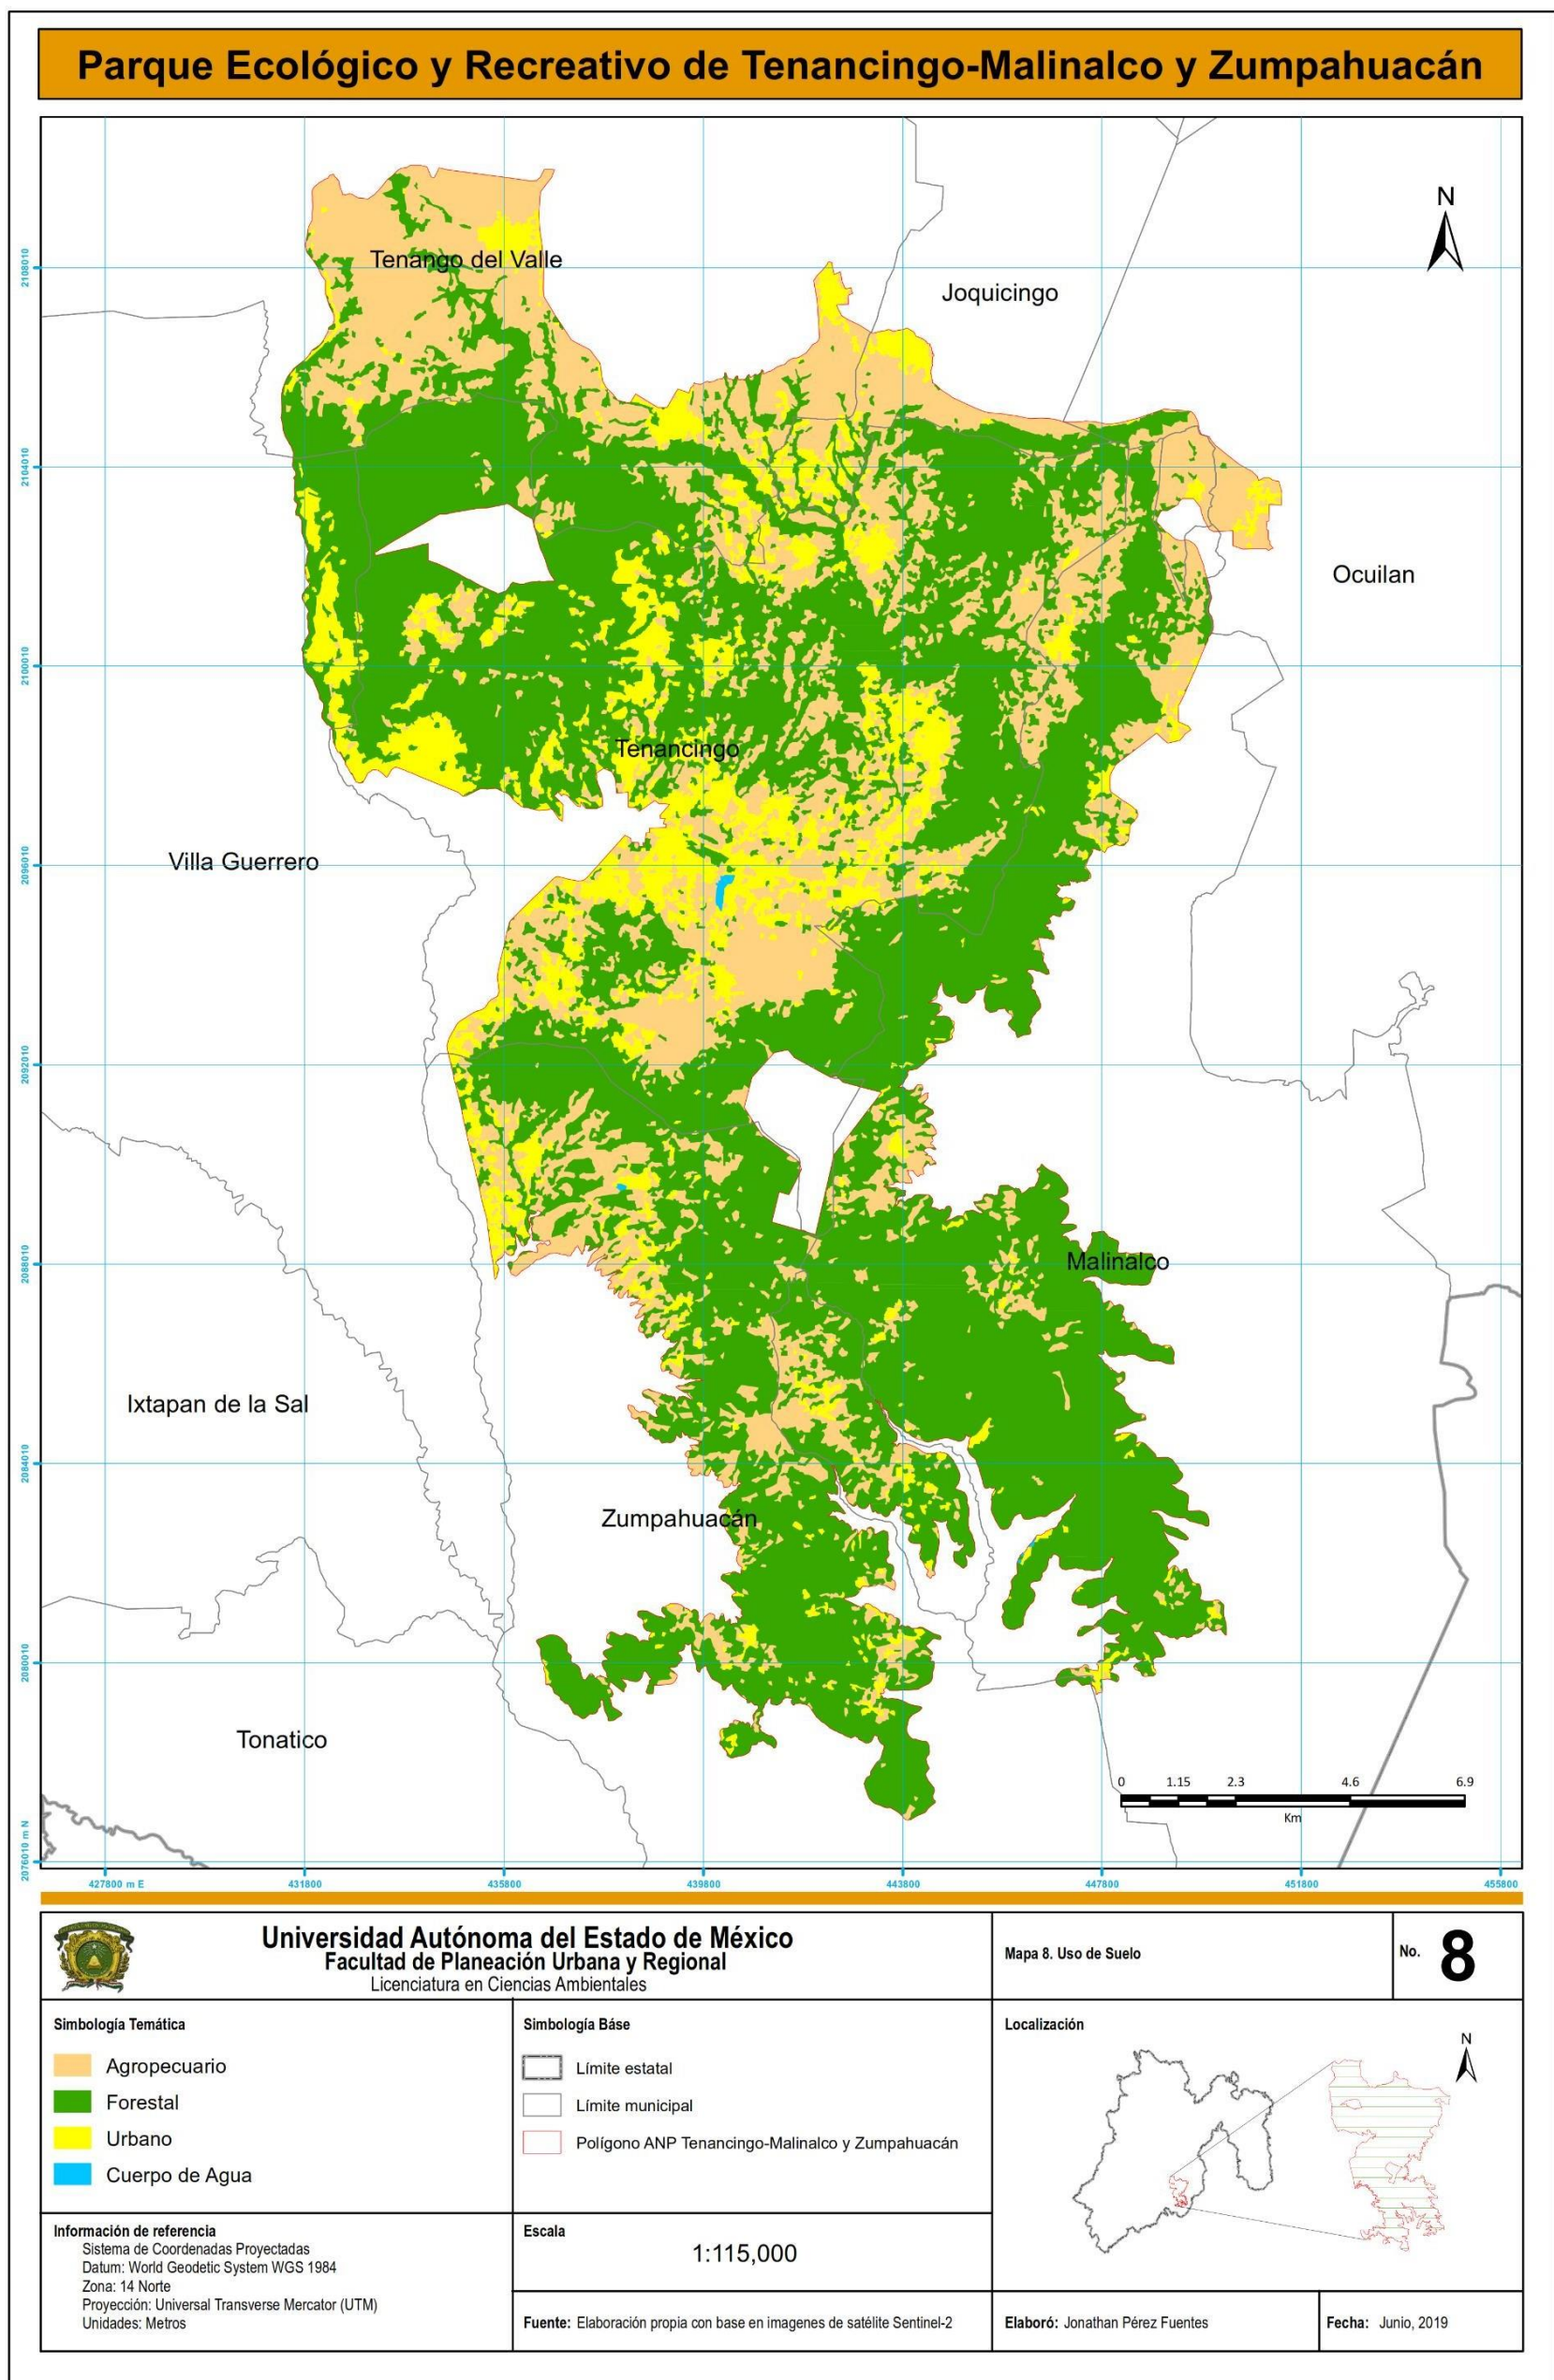 Parque Ecológico y Recreativo de Tenancingo-Malinalco y Zumpahuacán
N
Tenango del Valle
Joquicingo
Ocuilan
Tenancingo
Villa Guerrero
Malinalco
Ixtapan de la Sal
Zumpahuacán
Tonatico
2108010
2104010
2100010
2096010
2092010
2088010
2084010
2080010
2076010 m N
0 1.15 2.3 4.6 6.9
Km
427800 m E 431800 435800 439800 443800 447800 451800 455800
Universidad Autónoma del Estado de México
Facultad de Planeación Urbana y Regional
Licenciatura en Ciencias Ambientales
Mapa 8. Uso de Suelo
No. 8
Simbología Temática
Agropecuario
Forestal
Urbano
Cuerpo de Agua
Simbología Báse
Límite estatal
Límite municipal
Polígono ANP Tenancingo-Malinalco y Zumpahuacán
Localización
N
Información de referencia
Sistema de Coordenadas Proyectadas
Datum: World Geodetic System WGS 1984
Zona: 14 Norte
Proyección: Universal Transverse Mercator (UTM)
Unidades: Metros
Escala
1:115,000
Fuente: Elaboración propia con base en imagenes de satélite Sentinel-2
Elaboró: Jonathan Pérez Fuentes
Fecha: Junio, 2019